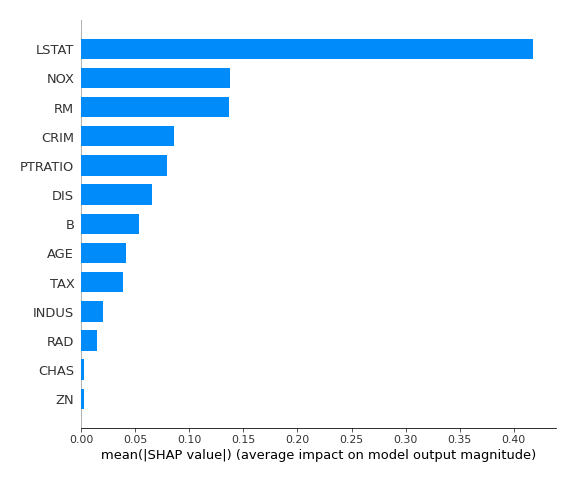 LSTAT
NOX
RM
CRIM
PTRATIO
DIS
B
AGE
TAX
INDUS
RAD
CHAS
ZN
0.00 0.05 0.10 0.15 0.20 0.25 0.30 0.35 0.40
mean(|SHAP value|) (average impact on model output magnitude)